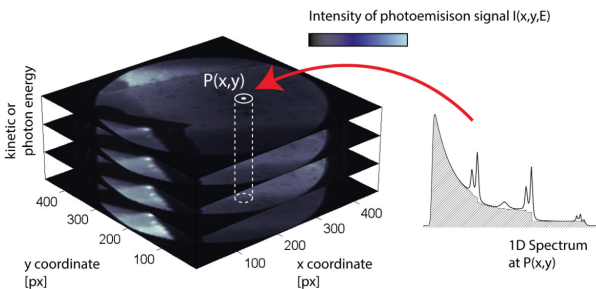 Intensity of photoemisison signal I(x,y,E)
P(x,y)
kinetic or
photon energy
400
300
200
100
y coordinate
[px]
400
300
200
100
x coordinate
[px]
1D Spectrum
at P(x,y)